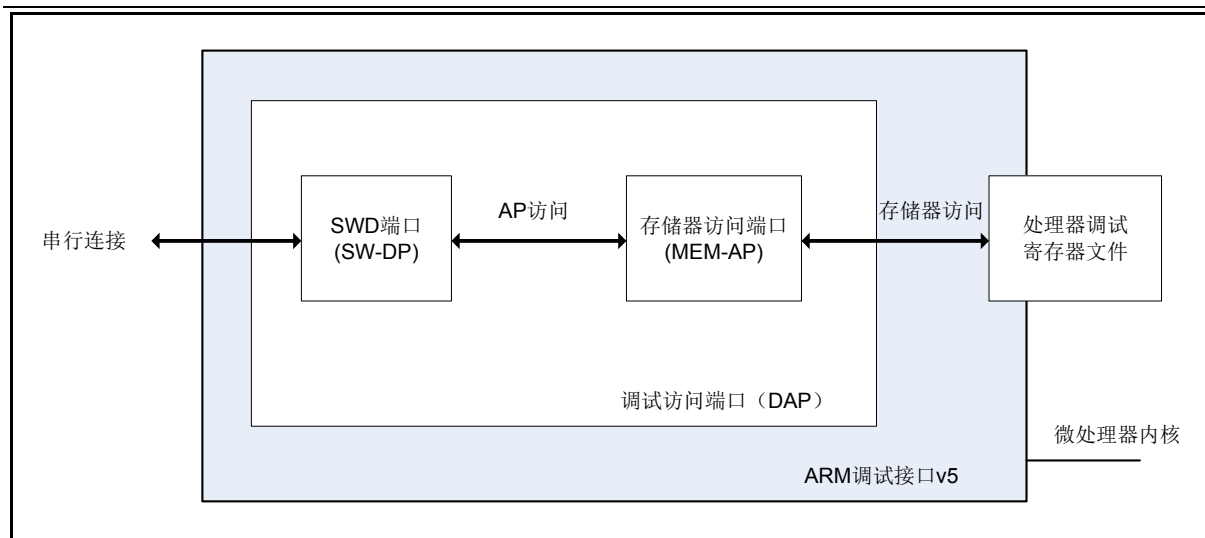 串行连接
SWD端口
(SW-DP)
AP访问
存储器访问端口
(MEM-AP)
存储器访问
处理器调试
寄存器文件
调试访问端口（DAP）
微处理器内核
ARM调试接口v5